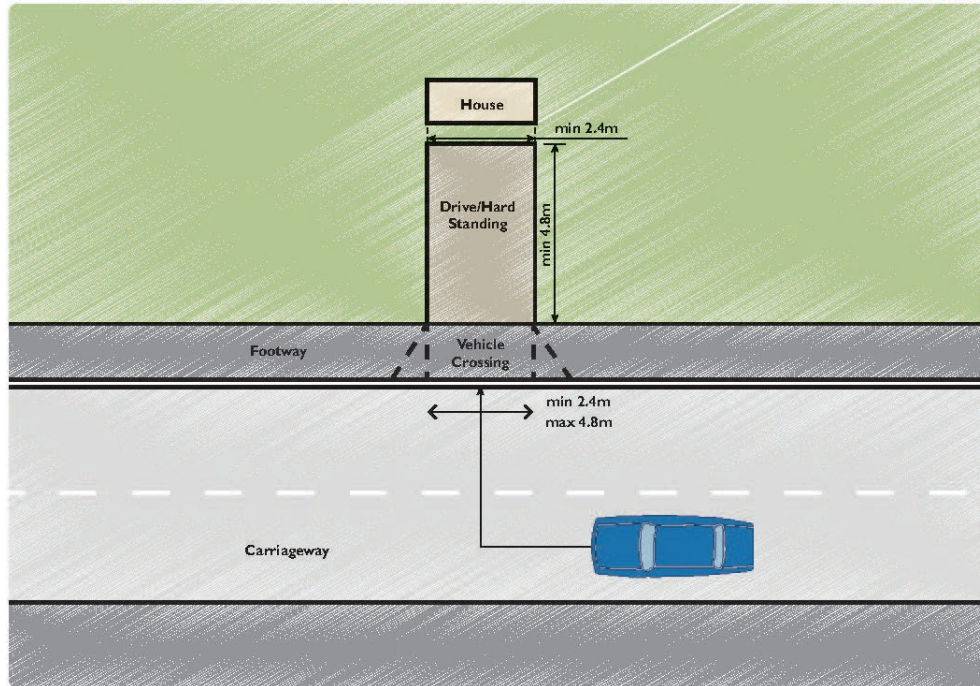 House
min 2.4m
Drive/Hard
Standing
min 4.8m
Footway
Vehicle
Crossing
min 2.4m
max 4.8m
Carriageway